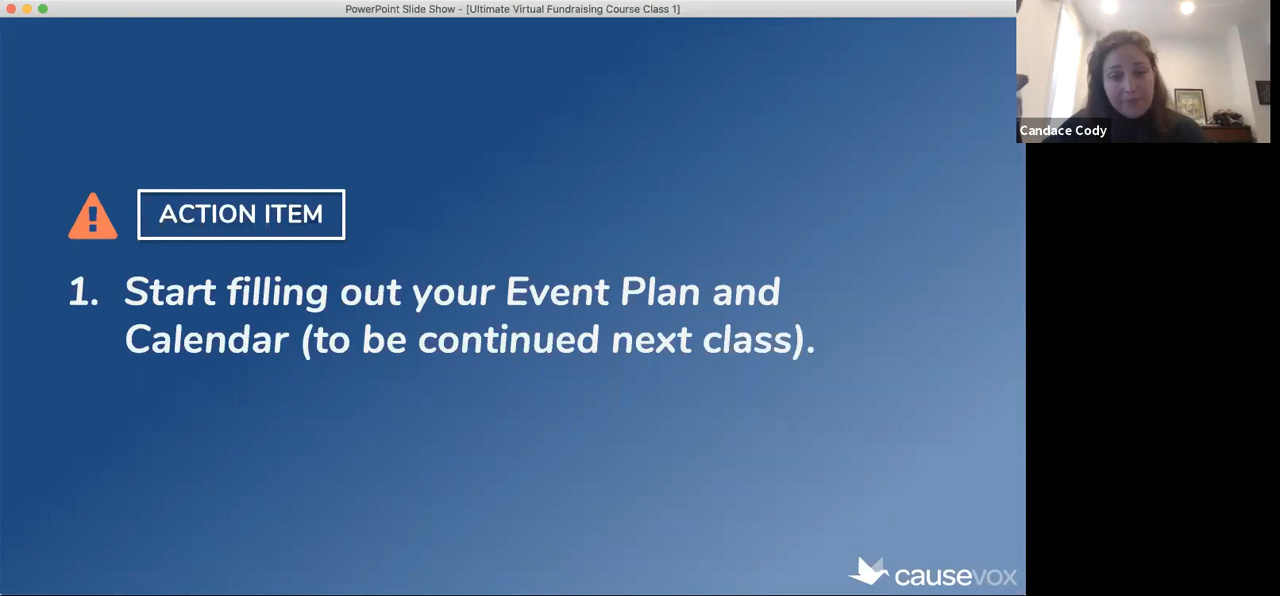 PowerPoint Slide Show - [Ultimate Virtual Fundraising Course Class 1]
Candace Cody
ACTION ITEM
1. Start filling out your Event Plan and
Calendar (to be continued next class).
causevox